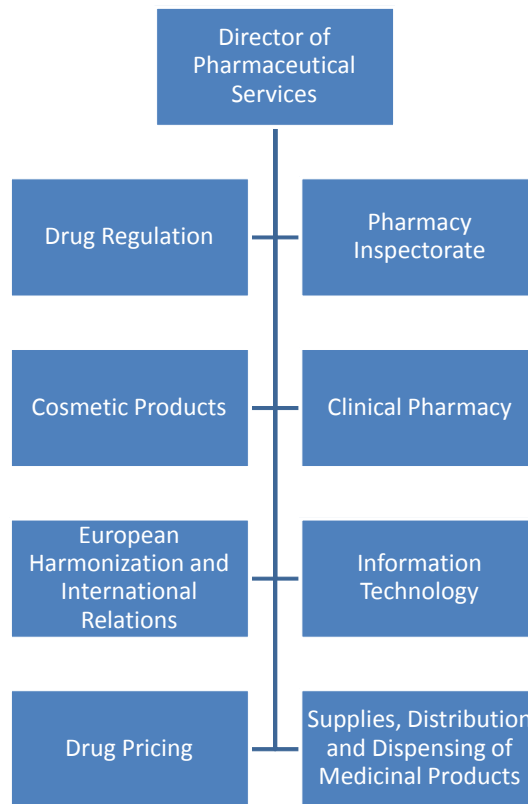 Director of
Pharmaceutical
Services
Drug Regulation
Pharmacy
Inspectorate
Cosmetic Products
Clinical Pharmacy
European
Harmonization and
International
Relations
Information
Technology
Drug Pricing
Supplies, Distribution
and Dispensing of
Medicinal Products